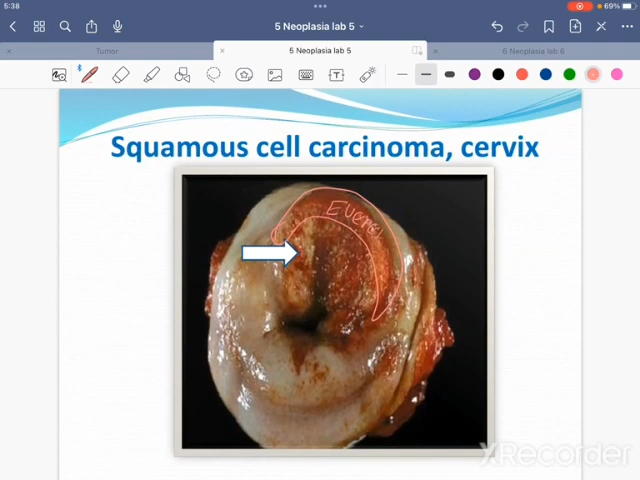 5:38
69%
5 Neoplasia lab 5
Tumor
5 Neoplasia lab 5
6 Neoplasia lab 6
Squamous cell carcinoma, cervix
XRecorder